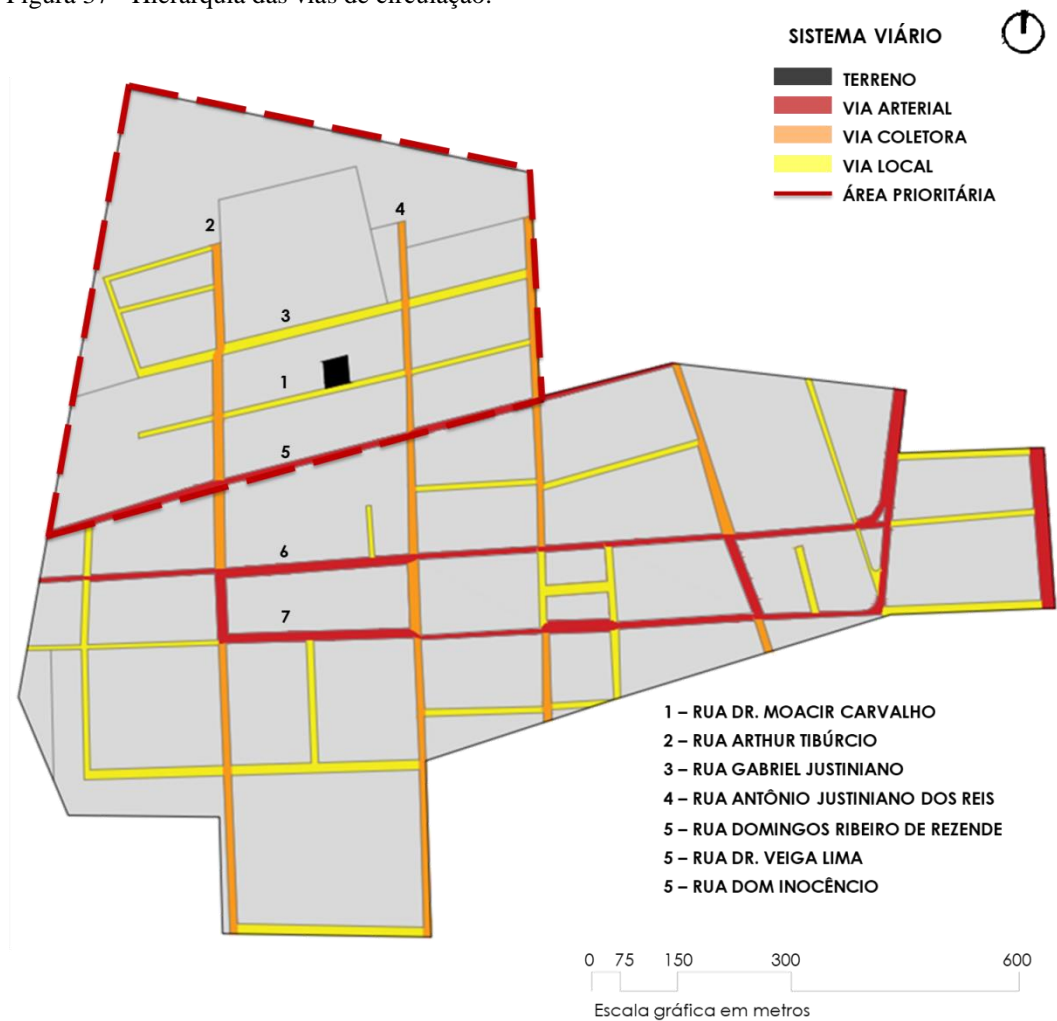 Figura 37 - Hierarquia das vias de circulação.
SISTEMA VIÁRIO
TERRENO
VIA ARTERIAL
VIA COLETORA
VIA LOCAL
ÁREA PRIORITÁRIA
2
4
3
1
5
6
7
1 – RUA DR. MOACIR CARVALHO
2 – RUA ARTHUR TIBÚRCIO
3 – RUA GABRIEL JUSTINIANO
4 – RUA ANTÔNIO JUSTINIANO DOS REIS
5 – RUA DOMINGOS RIBEIRO DE REZENDE
5 – RUA DR. VEIGA LIMA
5 – RUA DOM INOCÊNCIO
0 75 150 300 600
Escala gráfica em metros